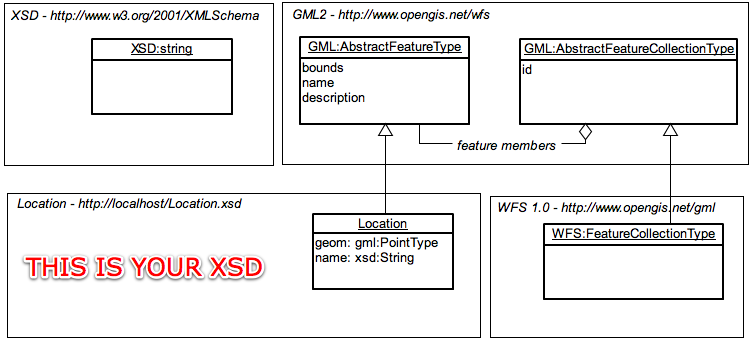 XSD - http://www.w3.org/2001/XMLSchema
XSD:string
GML2 - http://www.opengis.net/wfs
GML:AbstractFeatureType
bounds
name
description
GML:AbstractFeatureCollectionType
id
feature members
Location - http://localhost/Location.xsd
Location
geom: gml:PointType
name: xsd:String
THIS IS YOUR XSD
WFS 1.0 - http://www.opengis.net/gml
WFS:FeatureCollectionType